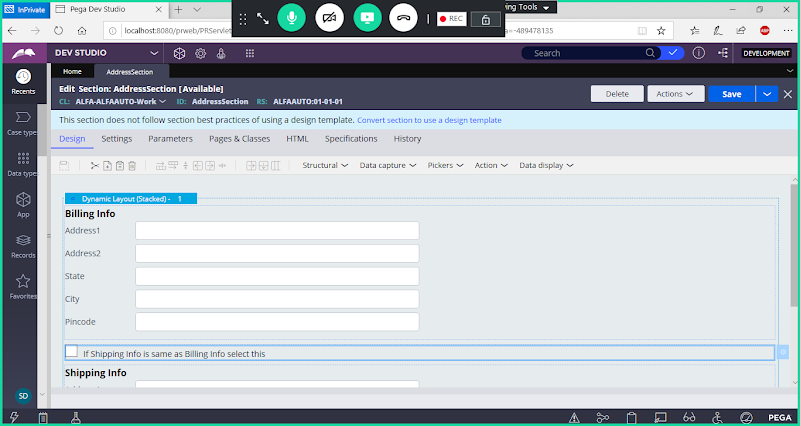 InPrivate
Pega Dev Studio
ing Tools
REC
localhost:8080/prweb/PRServlet
=-489478135
ABP
DEV STUDIO
Search
DEVELOPMENT
Recents
Home
AddressSection
Edit Section: AddressSection [Available]
CL: ALFA-ALFAAUTO-Work
ID: AddressSection
RS: ALFAAUTO:01-01-01
Delete
Actions
Save
This section does not follow section best practices of using a design template. Convert section to use a design template
Case types
Design
Settings
Parameters
Pages & Classes
HTML
Specifications
History
Data types
Structural
Data capture
Pickers
Action
Data display
App
Dynamic Layout (Stacked) - 1
Billing Info
Address1
Address2
State
City
Pincode
Records
Favorites
If Shipping Info is same as Billing Info select this
Shipping Info
SD
PEGA